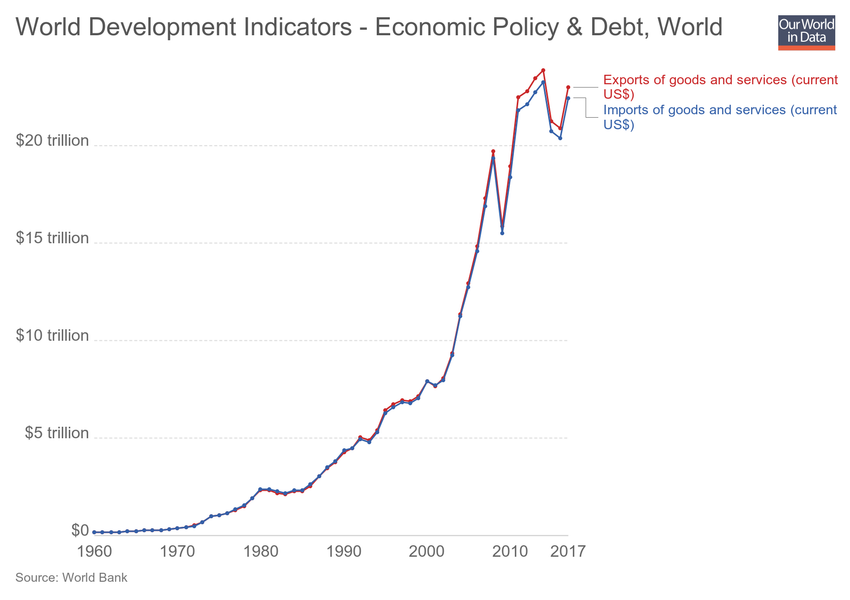 World Development Indicators - Economic Policy & Debt, World
Our World
in Data
Exports of goods and services (current
US$)
Imports of goods and services (current
US$)
$20 trillion
$15 trillion
$10 trillion
$5 trillion
$0
1960 1970 1980 1990 2000 2010 2017
Source: World Bank